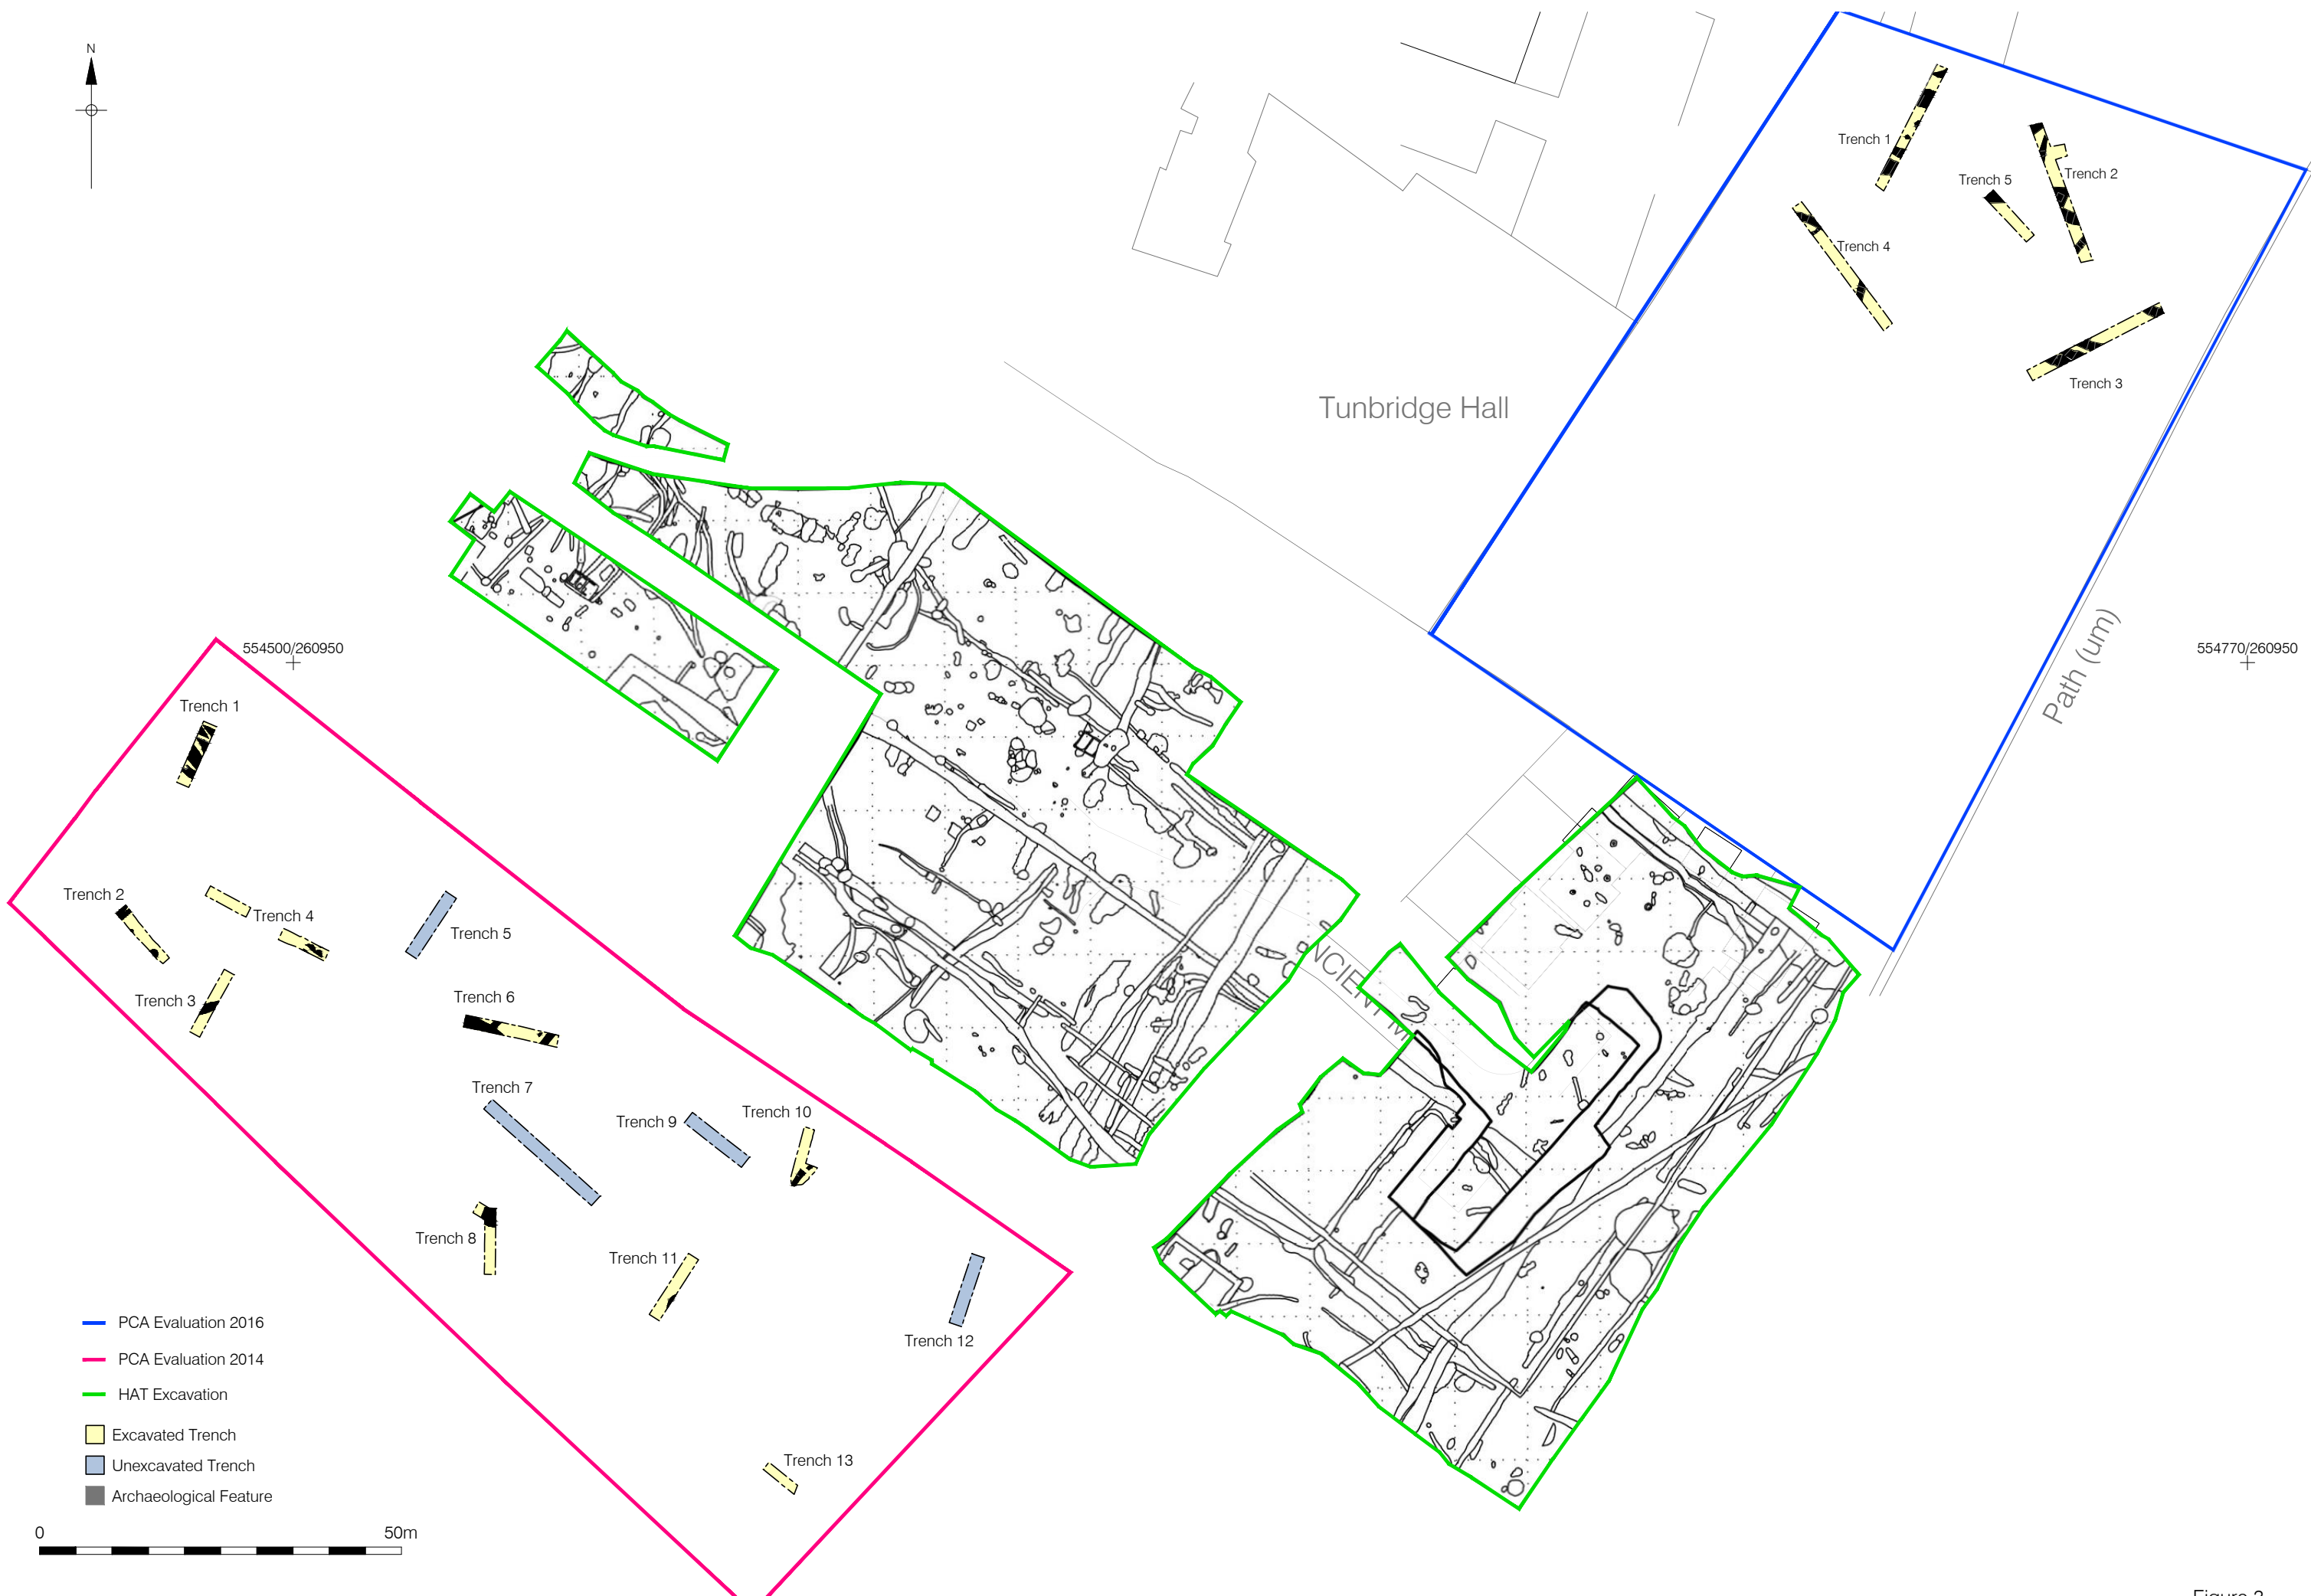 N
Trench 1
Trench 2
Trench 5
Trench 4
Trench 3
Tunbridge Hall
Path (um)
554500/260950
554770/260950
Trench 1
Trench 2
Trench 4
Trench 5
Trench 3
Trench 6
Trench 7
Trench 9
Trench 10
Trench 8
Trench 11
Trench 12
Trench 13
NCIENT M
PCA Evaluation 2016
PCA Evaluation 2014
HAT Excavation
Excavated Trench
Unexcavated Trench
Archaeological Feature
0 50m